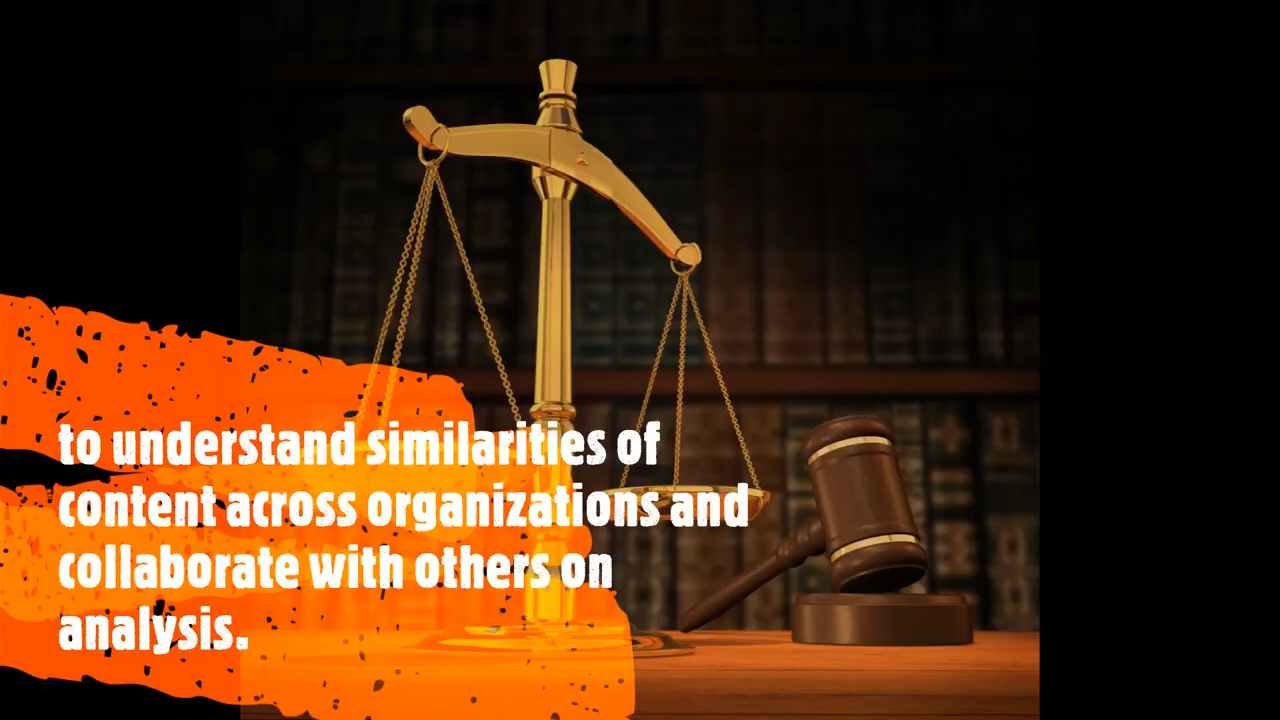 to understand similarities of
content across organizations and
collaborate with others on
analysis.